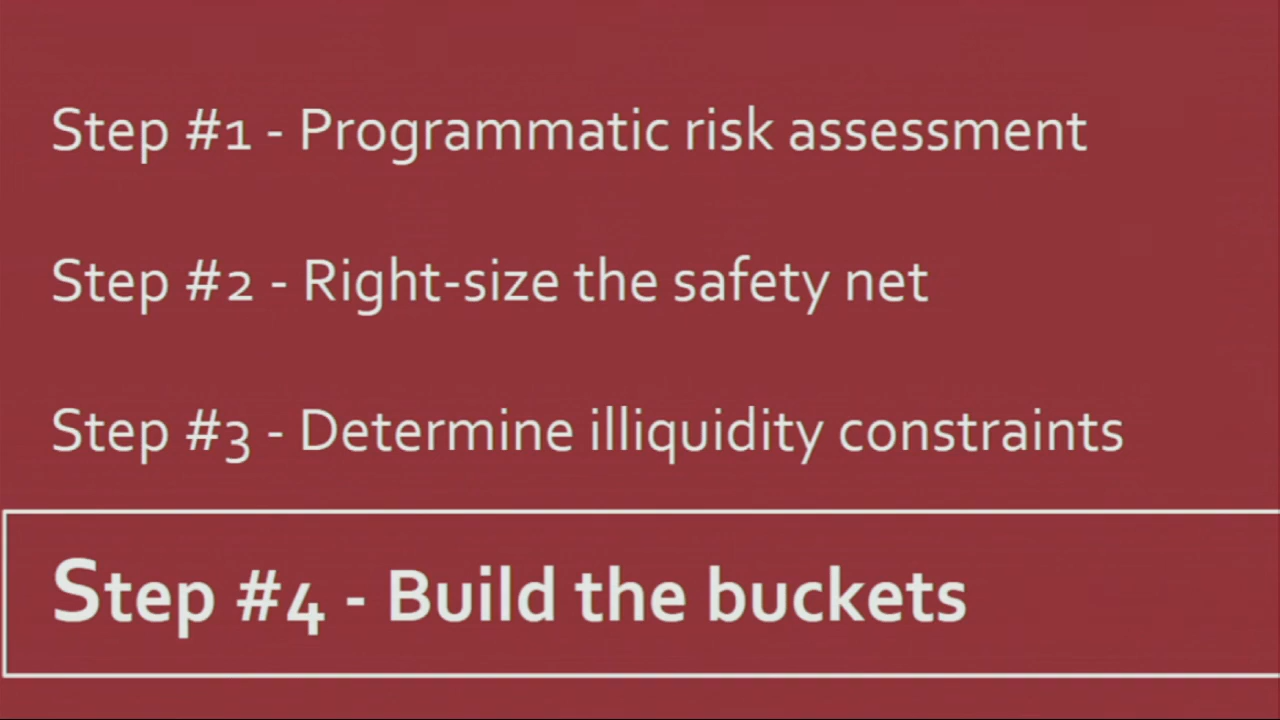 Step #1 - Programmatic risk assessment
Step #2 - Right-size the safety net
Step #3 - Determine illiquidity constraints
Step #4 - Build the buckets